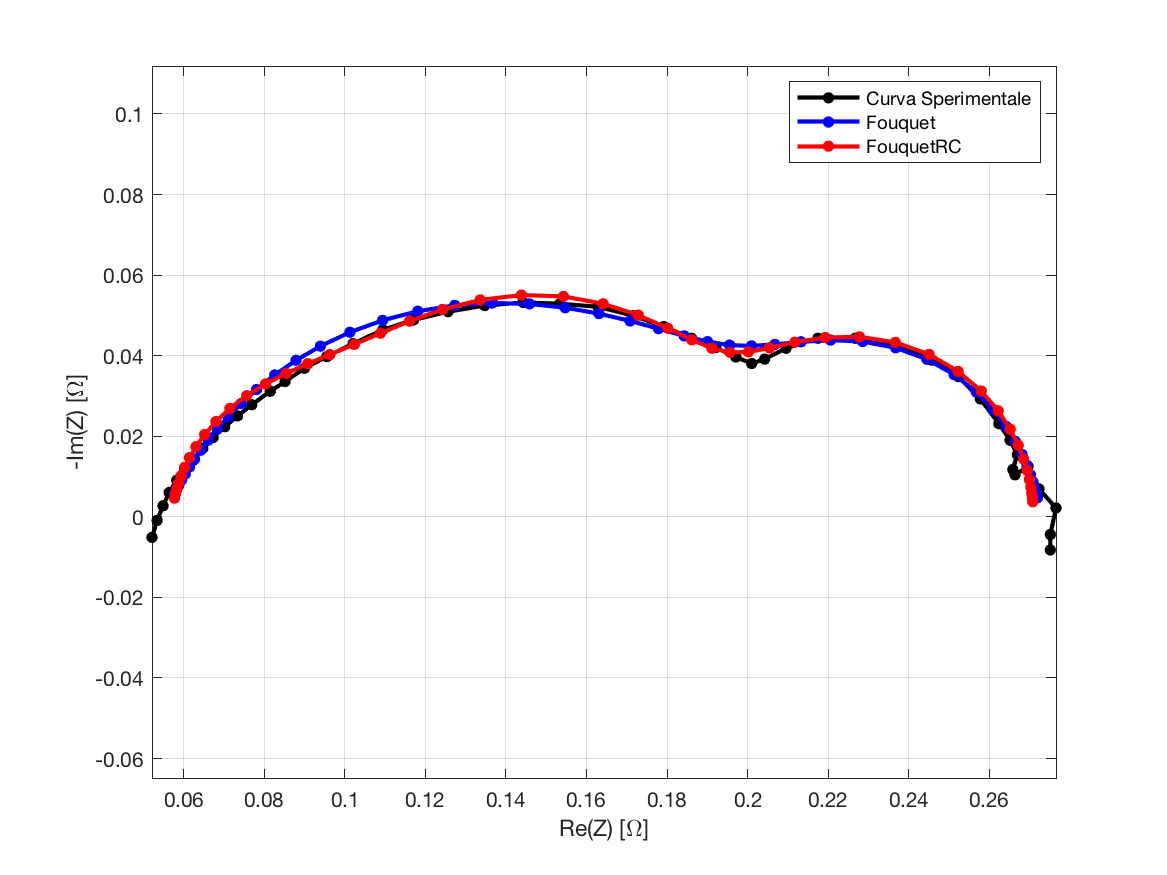 Curva Sperimentale
Fouquet
FouquetRC
0.1
0.08
0.06
0.04
0.02
0
-0.02
-0.04
-0.06
-Im(Z) [Ω]
0.06 0.08 0.1 0.12 0.14 0.16 0.18 0.2 0.22 0.24 0.26
Re(Z) [Ω]